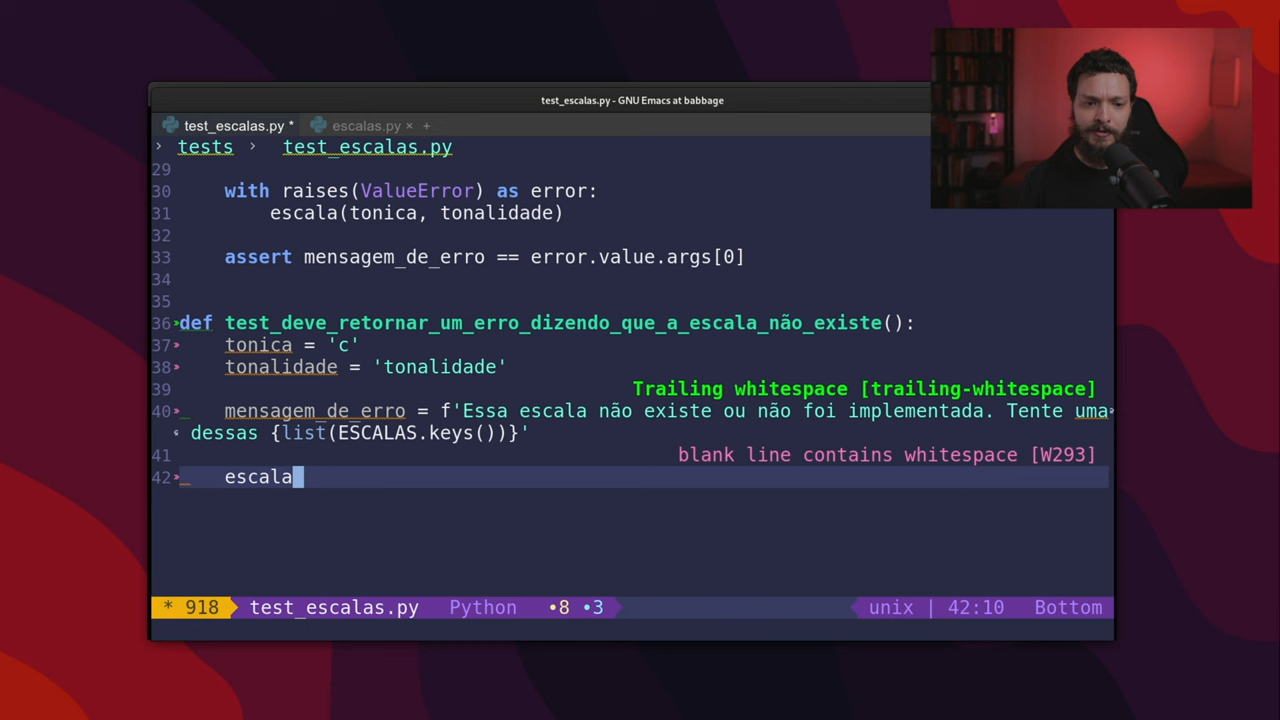 test_escalas.py - GNU Emacs at babbage
test_escalas.py * escalas.py × +
› tests › test_escalas.py
29
30 with raises(ValueError) as error:
31 escala(tonica, tonalidade)
32
33 assert mensagem_de_erro == error.value.args[0]
34
35
36 def test_deve_retornar_um_erro_dizendo_que_a_escala_não_existe():
37 tonica = 'c'
38 tonalidade = 'tonalidade'
39 Trailing whitespace [trailing-whitespace]
40 mensagem_de_erro = f'Essa escala não existe ou não foi implementada. Tente uma
dessas {list(ESCALAS.keys())}'
41 blank line contains whitespace [W293]
42 escala
* 918 test_escalas.py Python •8 •3 unix | 42:10 Bottom